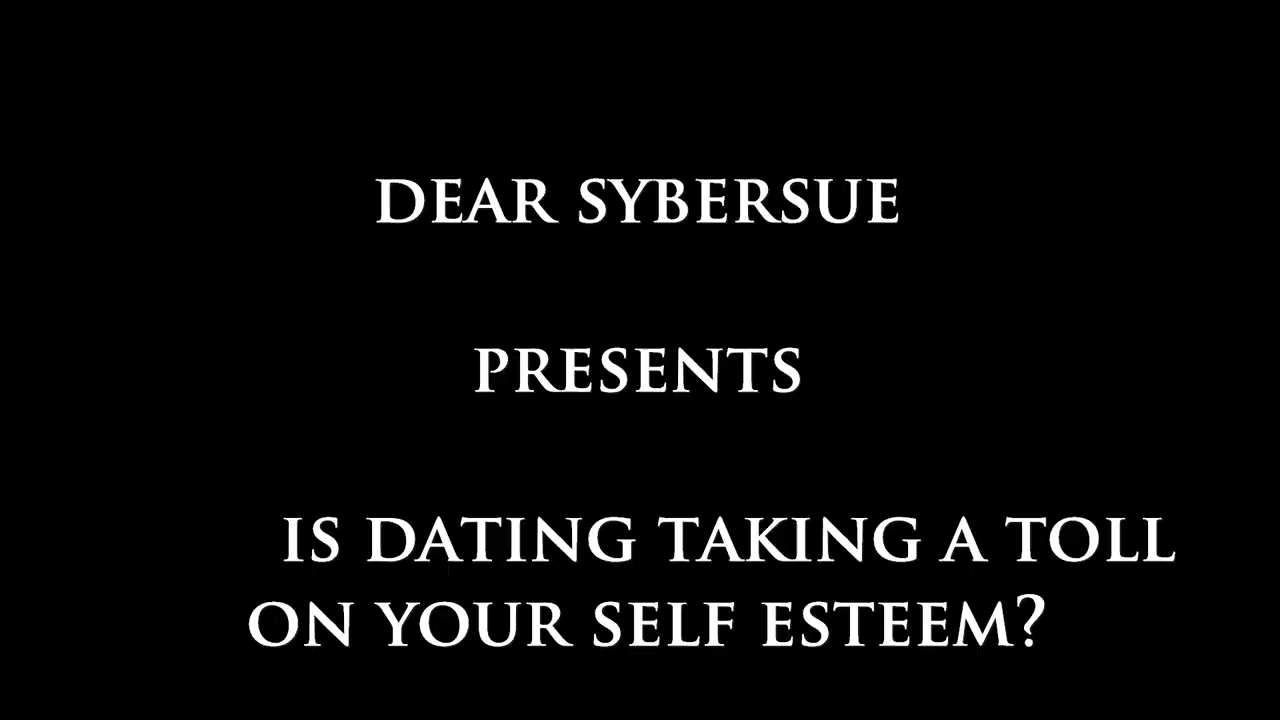 DEAR SYBERSUE
PRESENTS
IS DATING TAKING A TOLL
ON YOUR SELF ESTEEM?